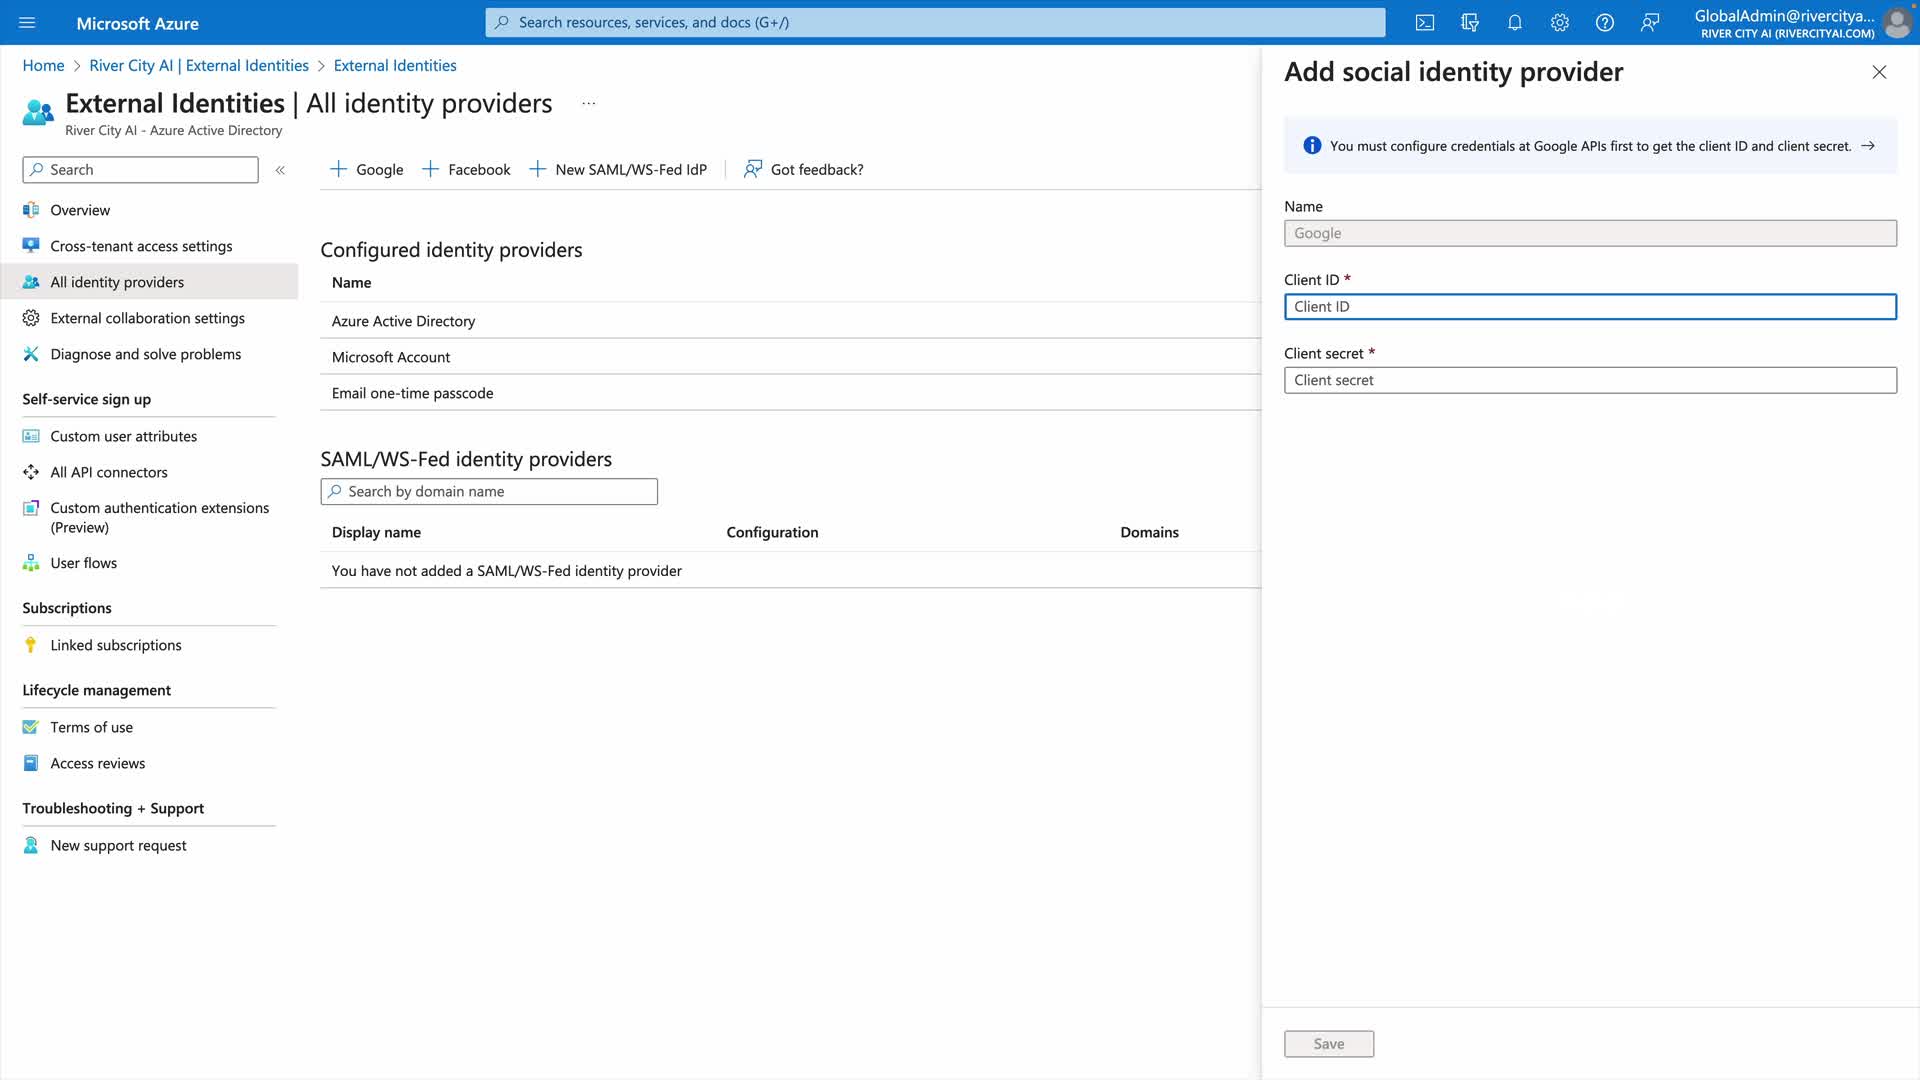 Microsoft Azure
Search resources, services, and docs (G+/)
GlobalAdmin@rivercitya...
RIVER CITY AI (RIVERCITYAI.COM)
Home > River City AI | External Identities > External Identities
External Identities | All identity providers ...
River City AI - Azure Active Directory
Search
«
Overview
Cross-tenant access settings
All identity providers
External collaboration settings
Diagnose and solve problems
Self-service sign up
Custom user attributes
All API connectors
Custom authentication extensions
(Preview)
User flows
Subscriptions
Linked subscriptions
Lifecycle management
Terms of use
Access reviews
Troubleshooting + Support
New support request
+ Google + Facebook + New SAML/WS-Fed IdP Got feedback?
Configured identity providers
Name
Azure Active Directory
Microsoft Account
Email one-time passcode
SAML/WS-Fed identity providers
Search by domain name
Display name Configuration Domains
You have not added a SAML/WS-Fed identity provider
Add social identity provider
You must configure credentials at Google APIs first to get the client ID and client secret. →
Name
Google
Client ID *
Client ID
Client secret *
Client secret
Save